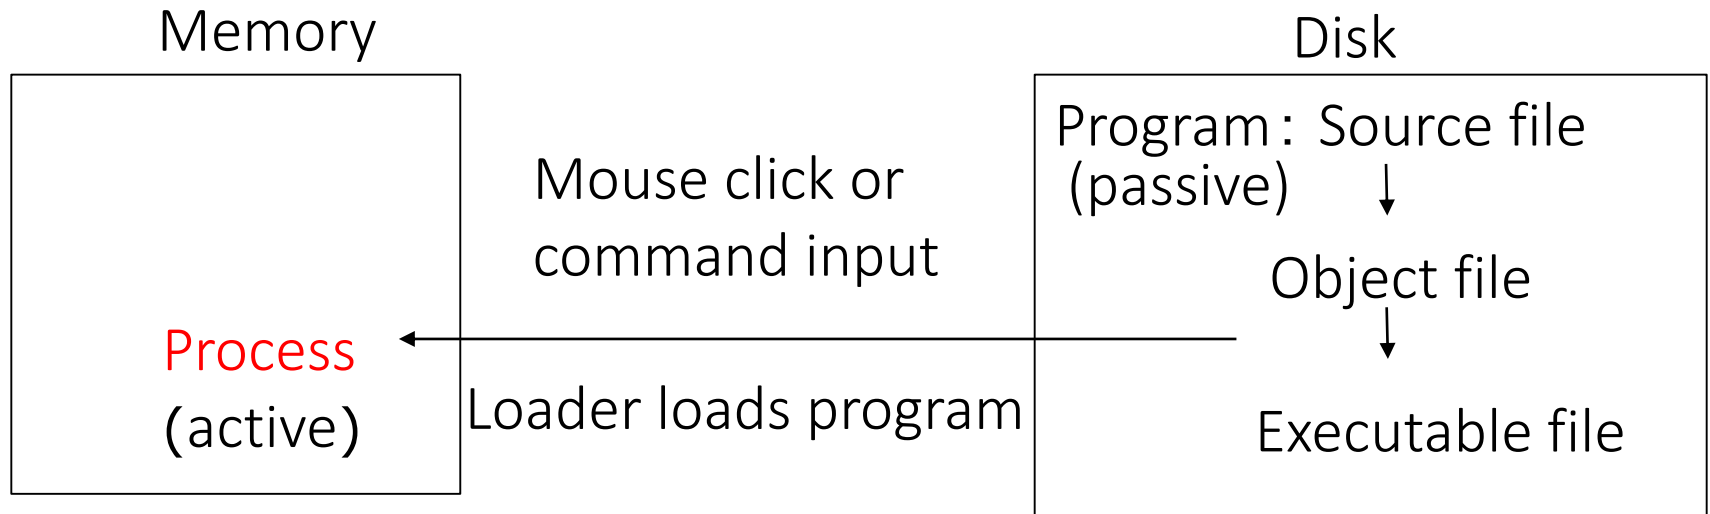 Memory
Disk
Program: Source file
(passive)
Mouse click or
command input
Object file
Process
(active)
Loader loads program
Executable file